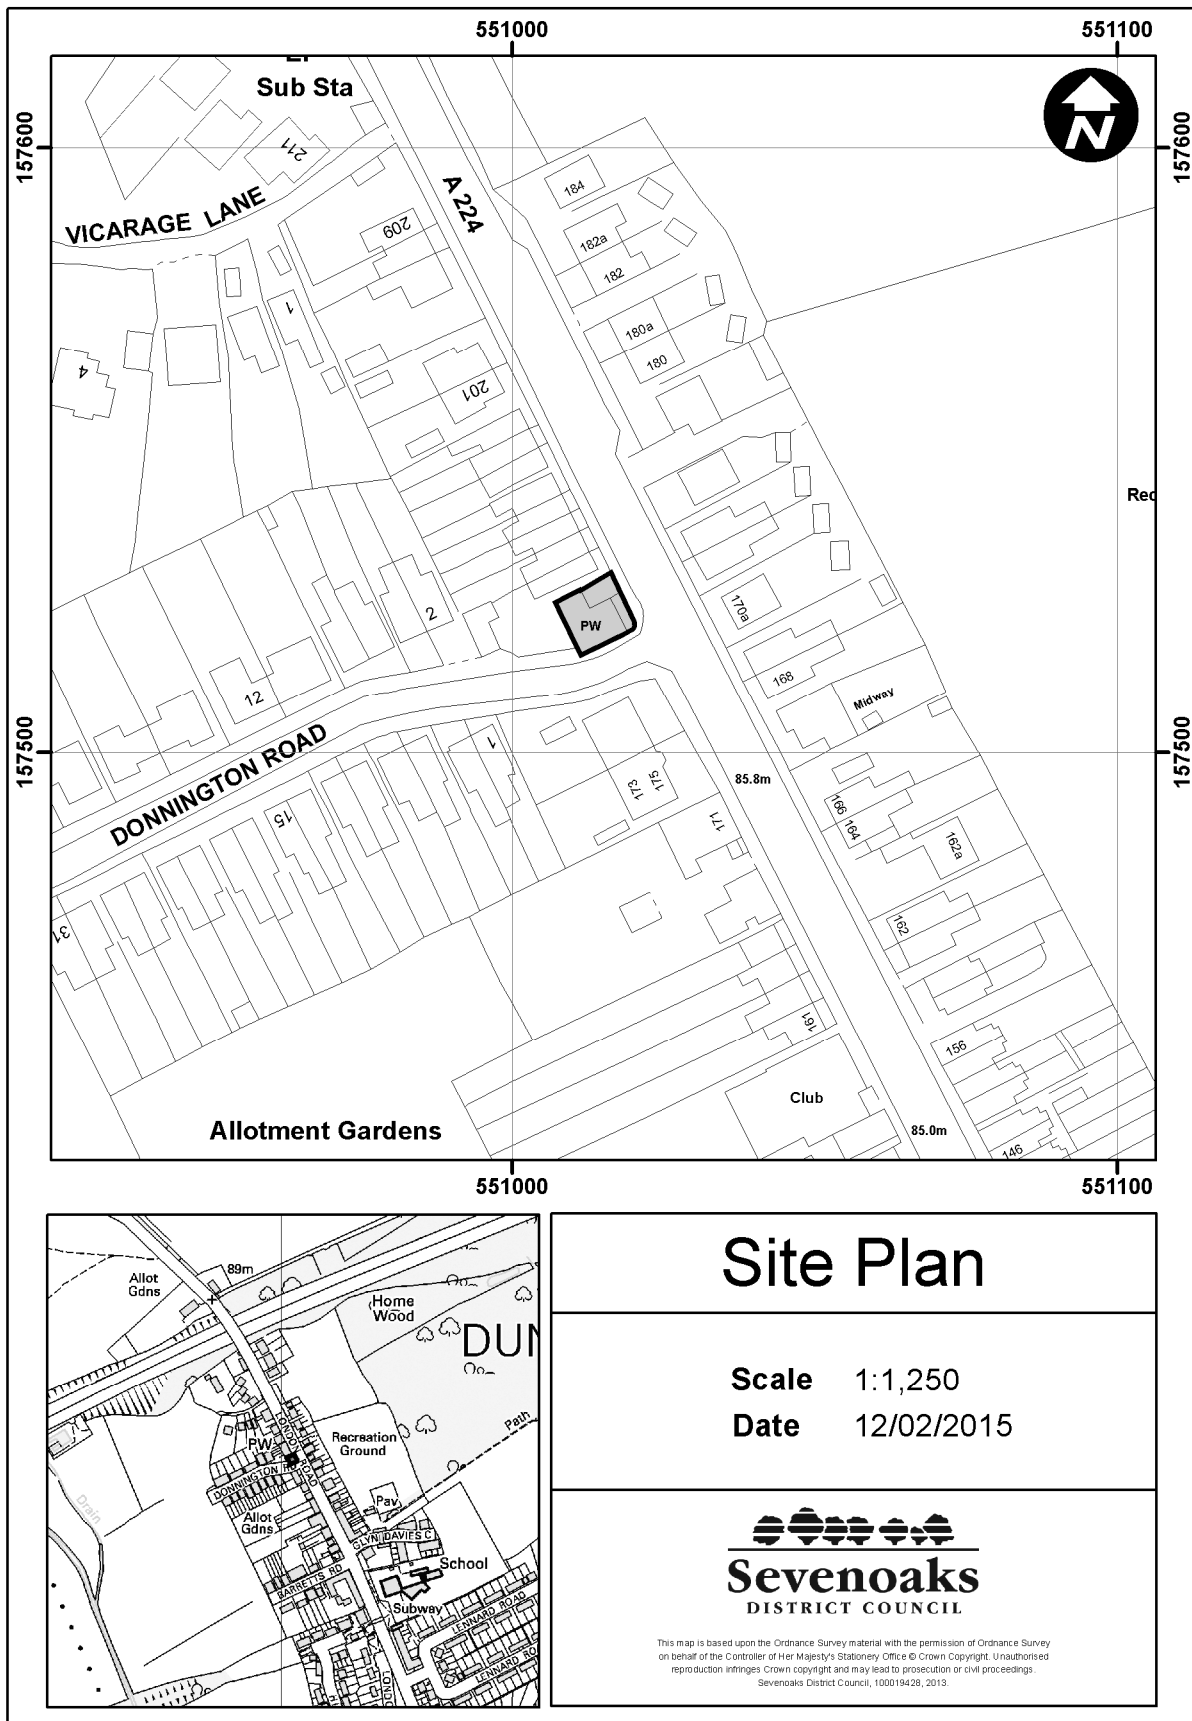 551000
551100
157600
157600
Sub Sta
N
211
VICARAGE LANE
A 224
184
209
182a
182
1
180a
180
4
201
Rec
2
PW
170a
12
168
Midway
157500
157500
DONNINGTON ROAD
1
85.8m
175
173
171
166
164
15
162a
31
162
161
156
Club
Allotment Gardens
85.0m
146
551000
551100
89m
Allot
Gdns
Home
Wood
DUN
Path
PW
LONDON ROAD
Recreation
Ground
DONNINGTON RD
Drain
Allot
Gdns
Pav
GLYN DAVIES C
School
BARRETTS RD
Subway
LENNARD ROAD
LENNARD RO
LONDO
Site Plan
Scale 1:1,250
Date 12/02/2015
Sevenoaks
DISTRICT COUNCIL
This map is based upon the Ordnance Survey material with the permission of Ordnance Survey
on behalf of the Controller of Her Majesty's Stationery Office © Crown Copyright. Unauthorised
reproduction infringes Crown copyright and may lead to prosecution or civil proceedings.
Sevenoaks District Council, 100019428, 2013.